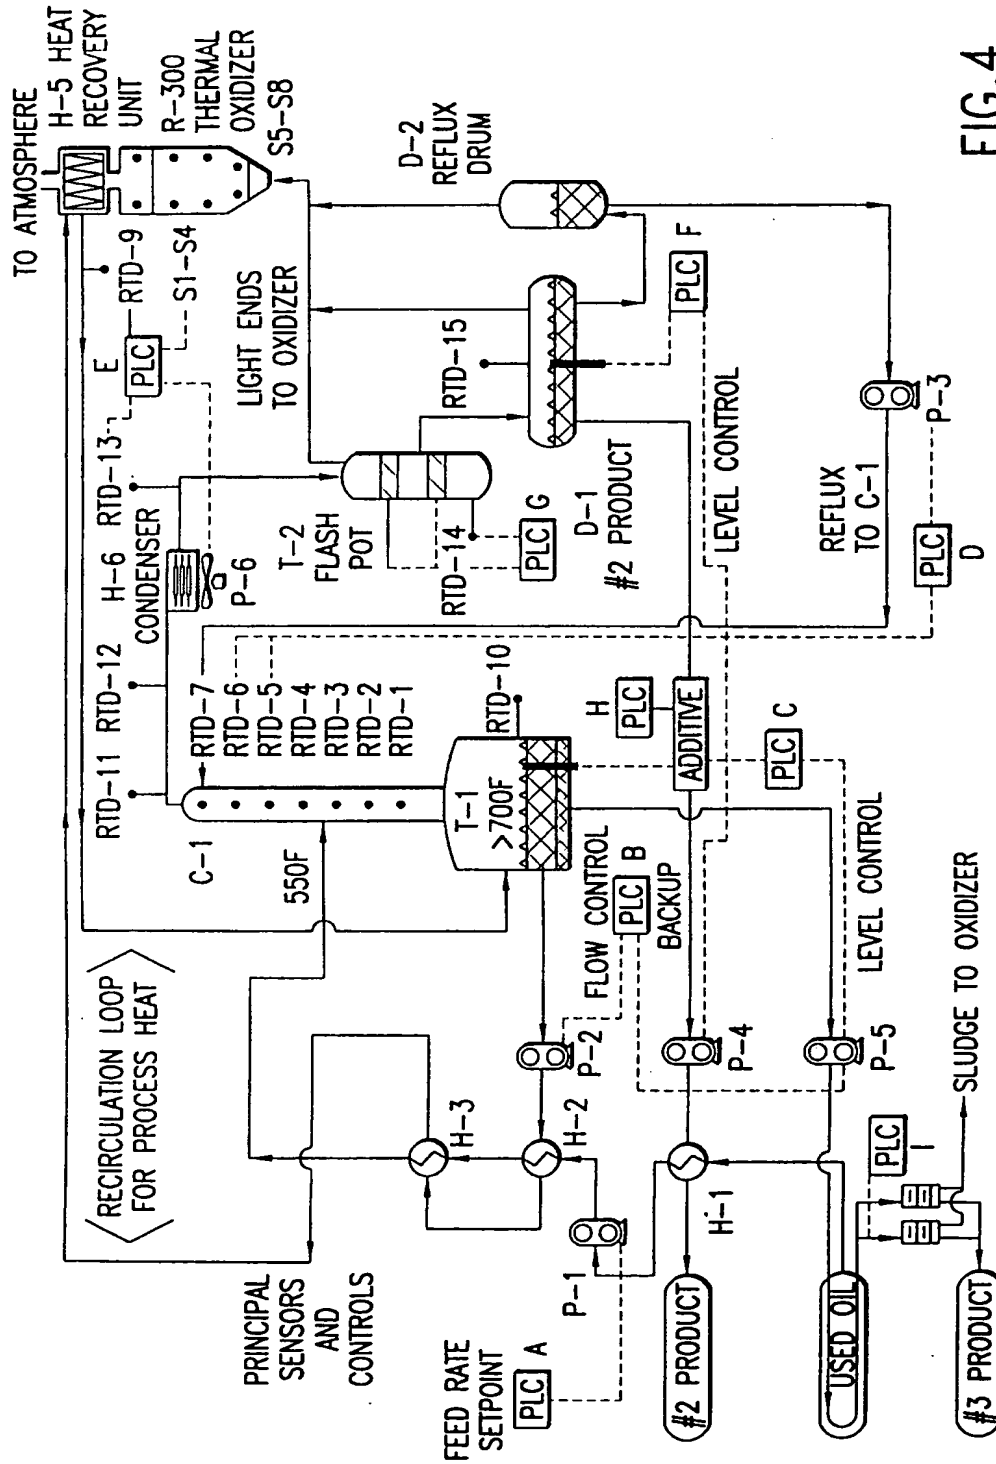 TO ATMOSPHERE
H-5 HEAT
RECOVERY
UNIT
R-300
THERMAL
OXIDIZER
S5-S8
RTD-9
S1-S4
E
PLC
RTD-13
H-6
CONDENSER
P-6
RTD-12
RTD-11
LIGHT ENDS
TO OXIDIZER
D-2
REFLUX
DRUM
RTD-15
PLC
F
T-2
FLASH
POT
RTD-14
PLC
G
D-1
#2 PRODUCT
LEVEL CONTROL
P-3
REFLUX
TO C-1
PLC
D
C-1
RTD-7
RTD-6
RTD-5
RTD-4
RTD-3
RTD-2
RTD-1
550F
T-1
>700F
RTD-10
H
PLC
ADDITIVE
PLC
C
FLOW CONTROL
PLC
B
BACKUP
LEVEL CONTROL
RECIRCULATION LOOP
FOR PROCESS HEAT
H-3
H-2
P-2
P-4
P-5
H-1
P-1
PRINCIPAL
SENSORS
AND
CONTROLS
FEED RATE
SETPOINT
PLC
A
#2 PRODUCT
USED OIL
#3 PRODUCT
PLC
I
SLUDGE TO OXIDIZER
FIG.4